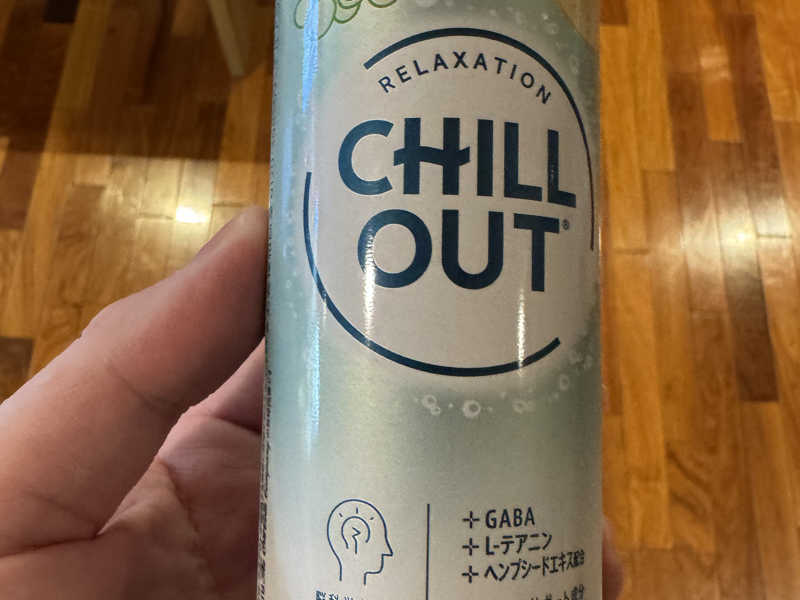 RELAXATION
CHILL
OUT®
+ GABA
+ L-テアニン
+ ヘンプシードエキス配合